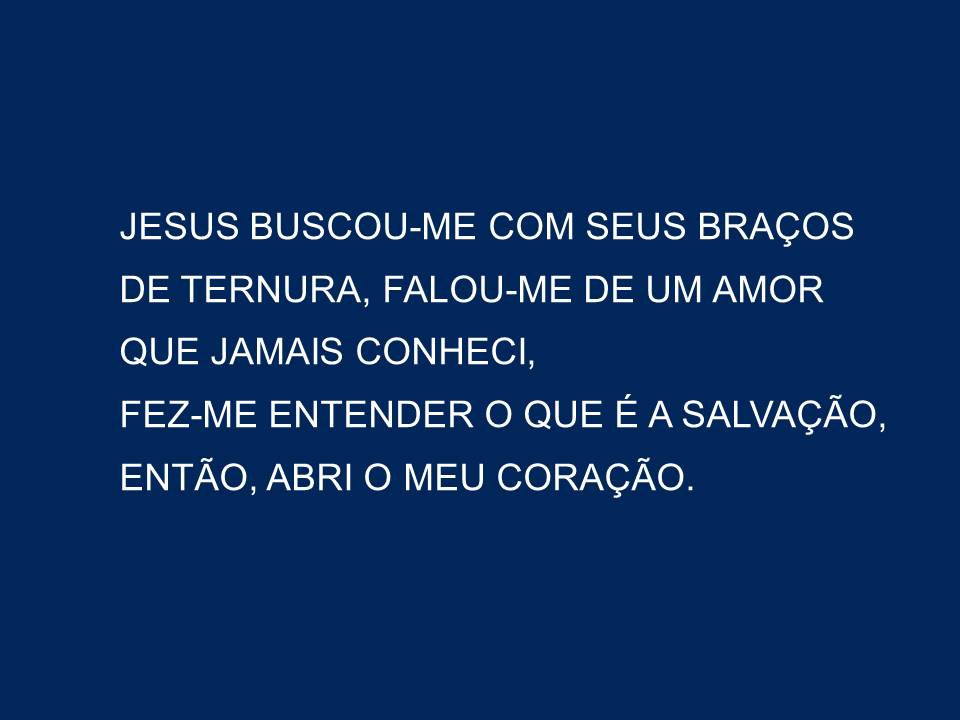 JESUS BUSCOU-ME COM SEUS BRAÇOS
DE TERNURA, FALOU-ME DE UM AMOR
QUE JAMAIS CONHECI,
FEZ-ME ENTENDER O QUE É A SALVAÇÃO,
ENTÃO, ABRI O MEU CORAÇÃO.